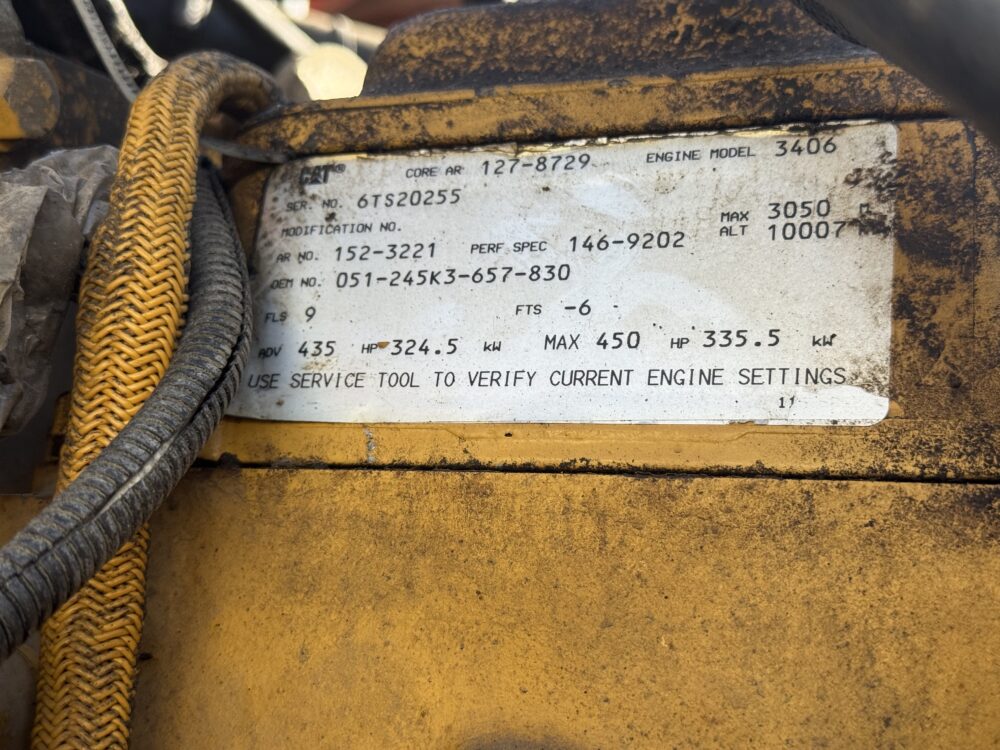 CAT® CORE AR 127-8729 ENGINE MODEL 3406
SER. NO. 6TS20255
MODIFICATION NO. MAX 3050 M
AR NO. 152-3221 PERF SPEC 146-9202 ALT 10007
OEM NO. 051-245K3-657-830
FLS 9 FTS -6
ADV 435 HP 324.5 kW MAX 450 HP 335.5 kW
USE SERVICE TOOL TO VERIFY CURRENT ENGINE SETTINGS
11